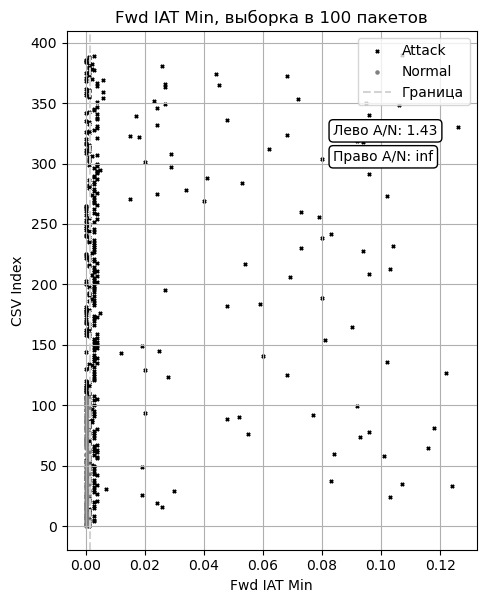 Fwd IAT Min, выборка в 100 пакетов
400
350
300
250
200
150
100
50
0
CSV Index
Attack
Normal
Граница
Лево A/N: 1.43
Право A/N: inf
0.00 0.02 0.04 0.06 0.08 0.10 0.12
Fwd IAT Min